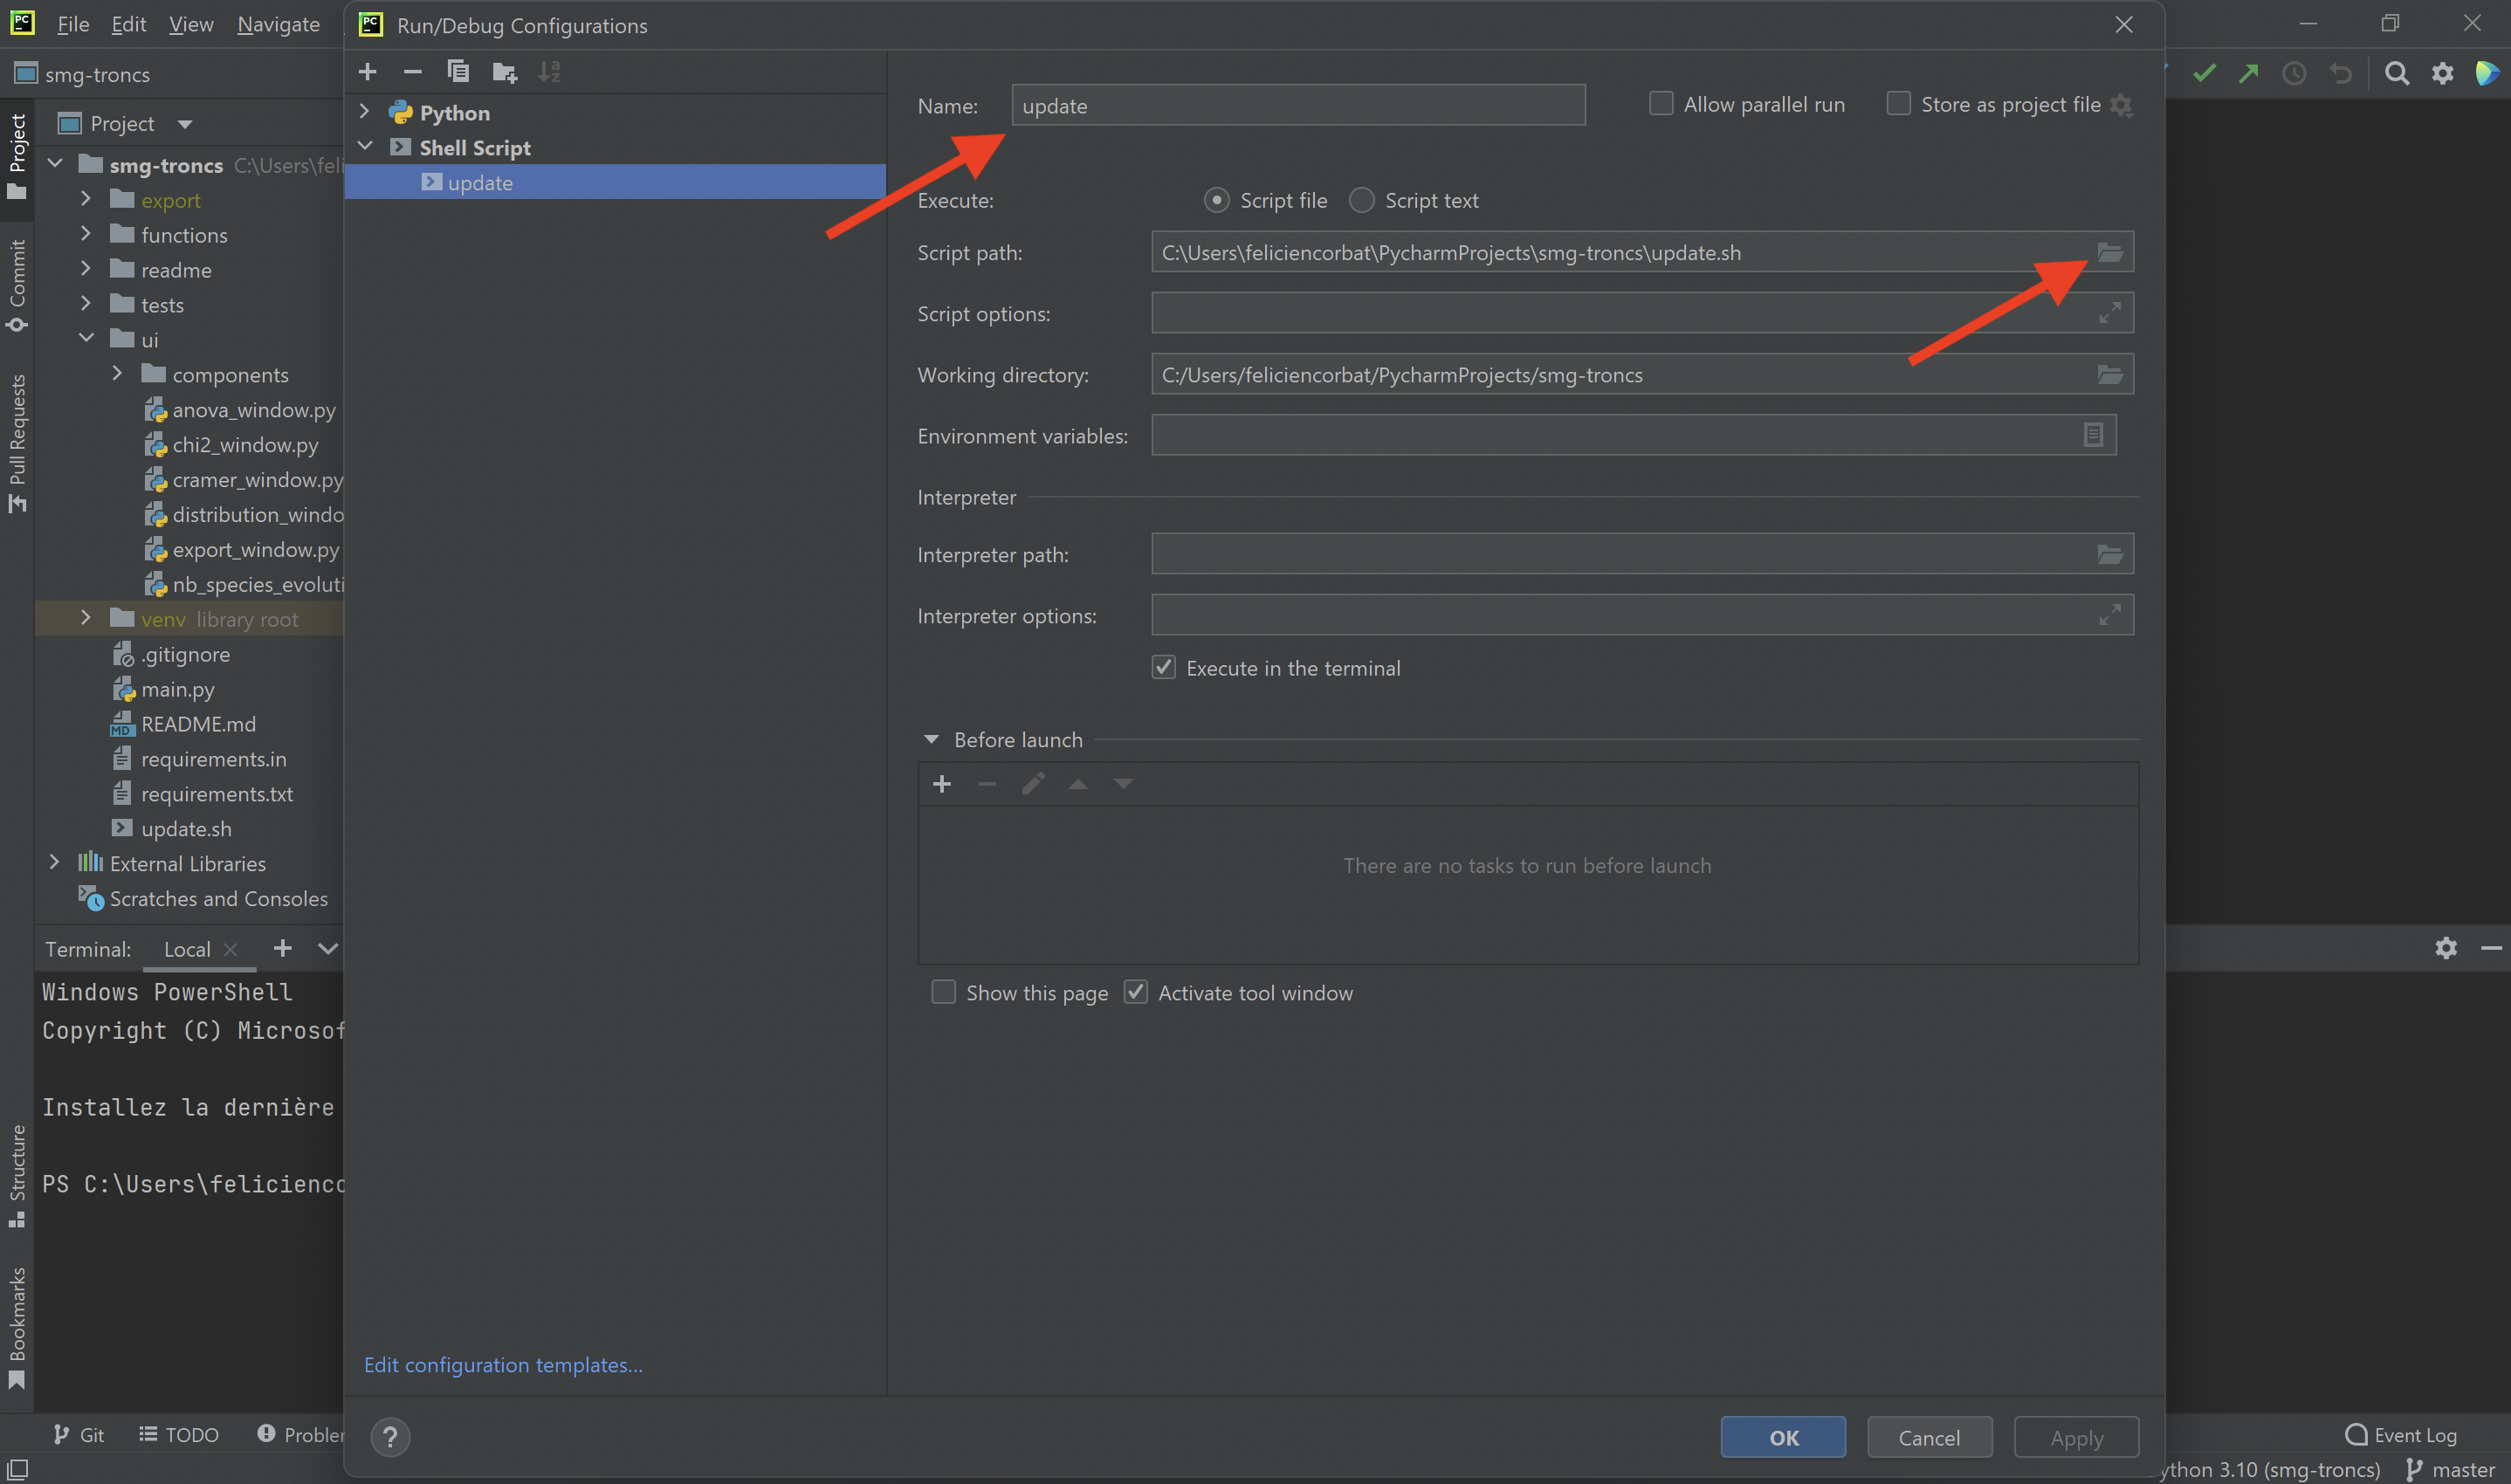 File Edit View Navigate
smg-troncs
Project
smg-troncs C:\Users\feli
export
functions
readme
tests
ui
components
anova_window.py
chi2_window.py
cramer_window.py
distribution_windo
export_window.py
nb_species_evoluti
venv library root
.gitignore
main.py
README.md
requirements.in
requirements.txt
update.sh
External Libraries
Scratches and Consoles
Project
Commit
Pull Requests
Structure
Bookmarks
Terminal: Local
Windows PowerShell
Copyright (C) Microsof
Installez la dernière
PS C:\Users\felicienco
Git TODO Problem
Run/Debug Configurations
Python
Shell Script
update
Edit configuration templates...
Name: update Allow parallel run Store as project file
Execute: Script file Script text
Script path: C:\Users\feliciencorbat\PycharmProjects\smg-troncs\update.sh
Script options:
Working directory: C:/Users/feliciencorbat/PycharmProjects/smg-troncs
Environment variables:
Interpreter
Interpreter path:
Interpreter options:
Execute in the terminal
Before launch
There are no tasks to run before launch
Show this page Activate tool window
OK Cancel Apply
Event Log
ython 3.10 (smg-troncs) master